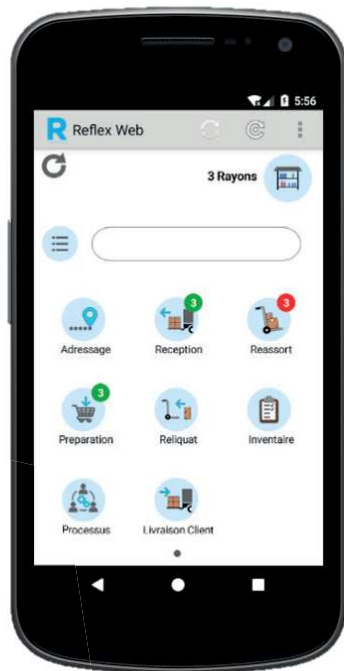 5:56
R Reflex Web
3 Rayons
3 3
Adressage Reception Reassort
3
Preparation Reliquat Inventaire
Processus Livraison Client